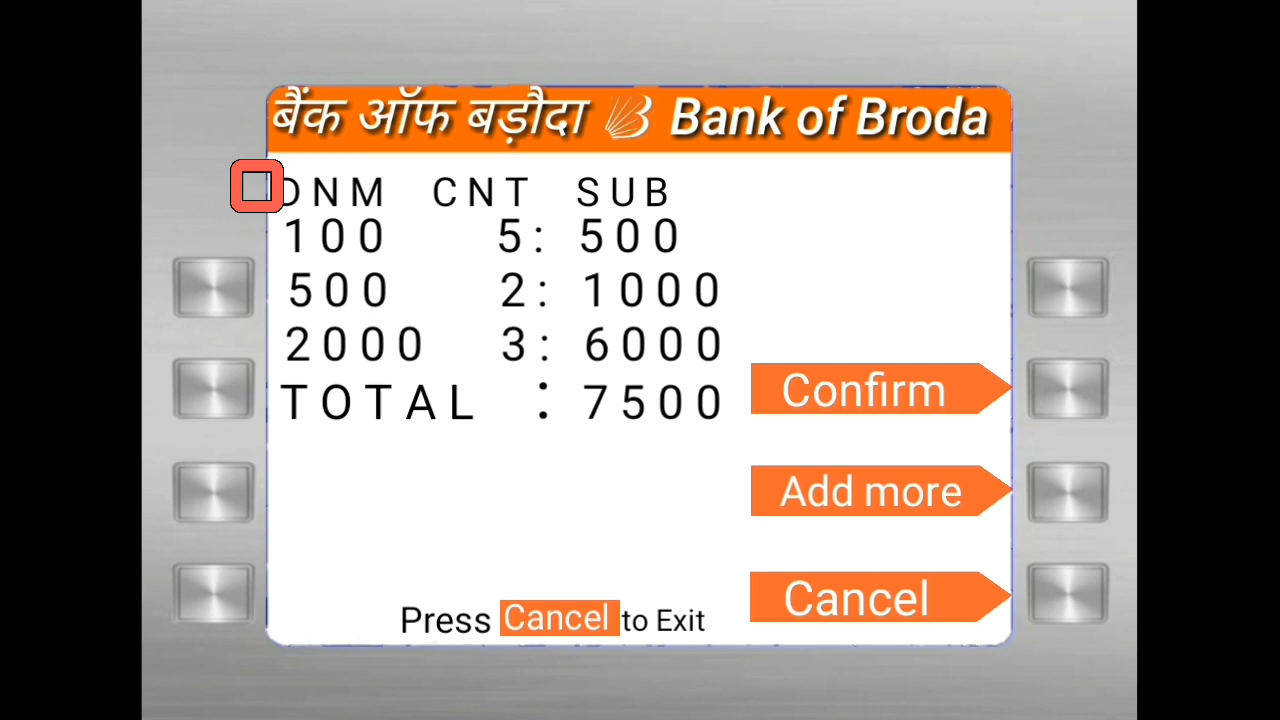 बैंक ऑफ बड़ौदा Bank of Broda
DNM CNT SUB
100 5: 500
500 2: 1000
2000 3: 6000
TOTAL : 7500
Confirm
Add more
Cancel
Press Cancel to Exit